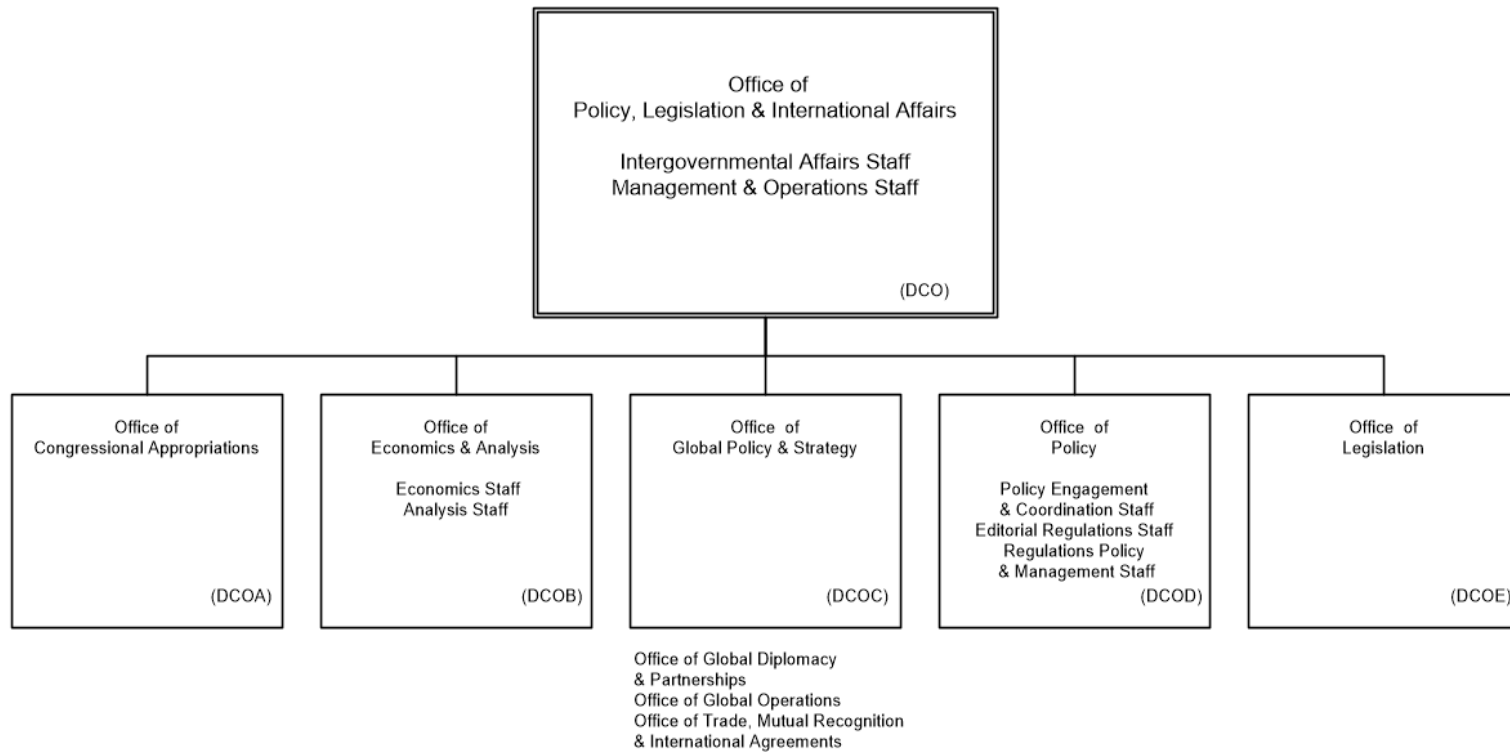 Office of
Policy, Legislation & International Affairs
Intergovernmental Affairs Staff
Management & Operations Staff
(DCO)
Office of
Congressional Appropriations
(DCOA)
Office of
Economics & Analysis
Economics Staff
Analysis Staff
(DCOB)
Office of
Global Policy & Strategy
(DCOC)
Office of Global Diplomacy
& Partnerships
Office of Global Operations
Office of Trade, Mutual Recognition
& International Agreements
Office of
Policy
Policy Engagement
& Coordination Staff
Editorial Regulations Staff
Regulations Policy
& Management Staff
(DCOD)
Office of
Legislation
(DCOE)